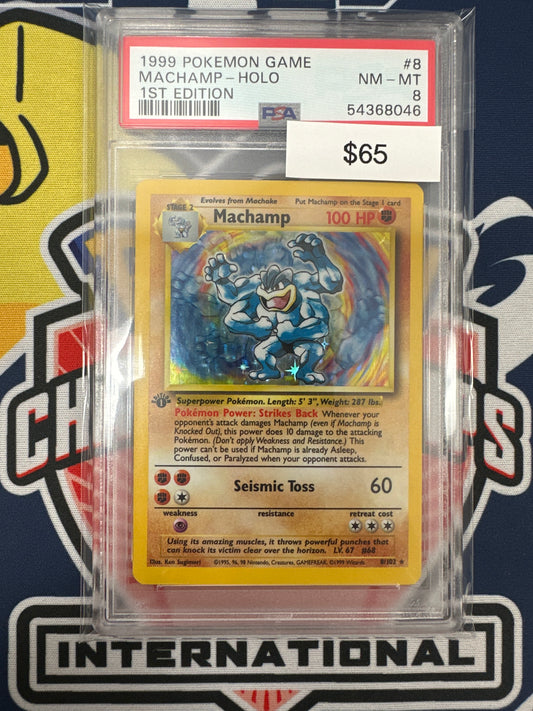 1999 POKEMON GAME #8
MACHAMP-HOLO NM-MT
1ST EDITION 8
PSA 54368046
$65
Evolves from Machoke Put Machamp on the Stage 1 card
STAGE 2
Machamp 100 HP
EDITION 1
Superpower Pokémon. Length: 5' 3", Weight: 287 lbs.
Pokémon Power: Strikes Back Whenever your
opponent's attack damages Machamp (even if Machamp is
Knocked Out), this power does 10 damage to the attacking
Pokémon. (Don't apply Weakness and Resistance.) This
power can't be used if Machamp is already Asleep,
Confused, or Paralyzed when your opponent attacks.
Seismic Toss 60
weakness resistance retreat cost
Using its amazing muscles, it throws powerful punches that
can knock its victim clear over the horizon. LV. 67 #68
Illus. Ken Sugimori ©1995, 96, 98 Nintendo, Creatures, GAMEFREAK. ©1999 Wizards. 8/102 ★
INTERNATIONAL